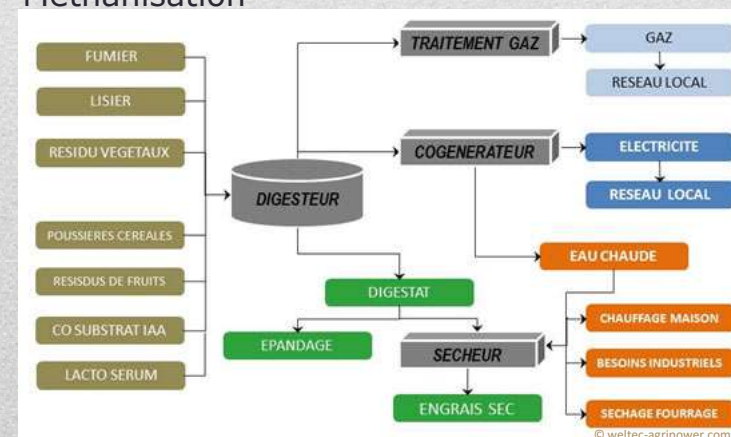 Méthanisation
FUMIER
LISIER
RESIDU VEGETAUX
POUSSIERES CEREALES
RESISDUS DE FRUITS
CO SUBSTRAT IAA
LACTO SERUM
DIGESTEUR
TRAITEMENT GAZ
GAZ
RESEAU LOCAL
COGENERATEUR
ELECTRICITE
RESEAU LOCAL
EAU CHAUDE
DIGESTAT
EPANDAGE
SECHEUR
ENGRAIS SEC
CHAUFFAGE MAISON
BESOINS INDUSTRIELS
SECHAGE FOURRAGE
© weltec-agripower.com